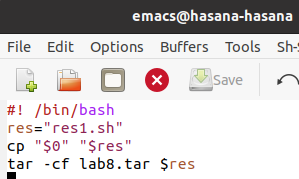 emacs@hasana-hasana
File Edit Options Buffers Tools Sh-S
Save
#! /bin/bash
res="res1.sh"
cp "$0" "$res"
tar -cf lab8.tar $res